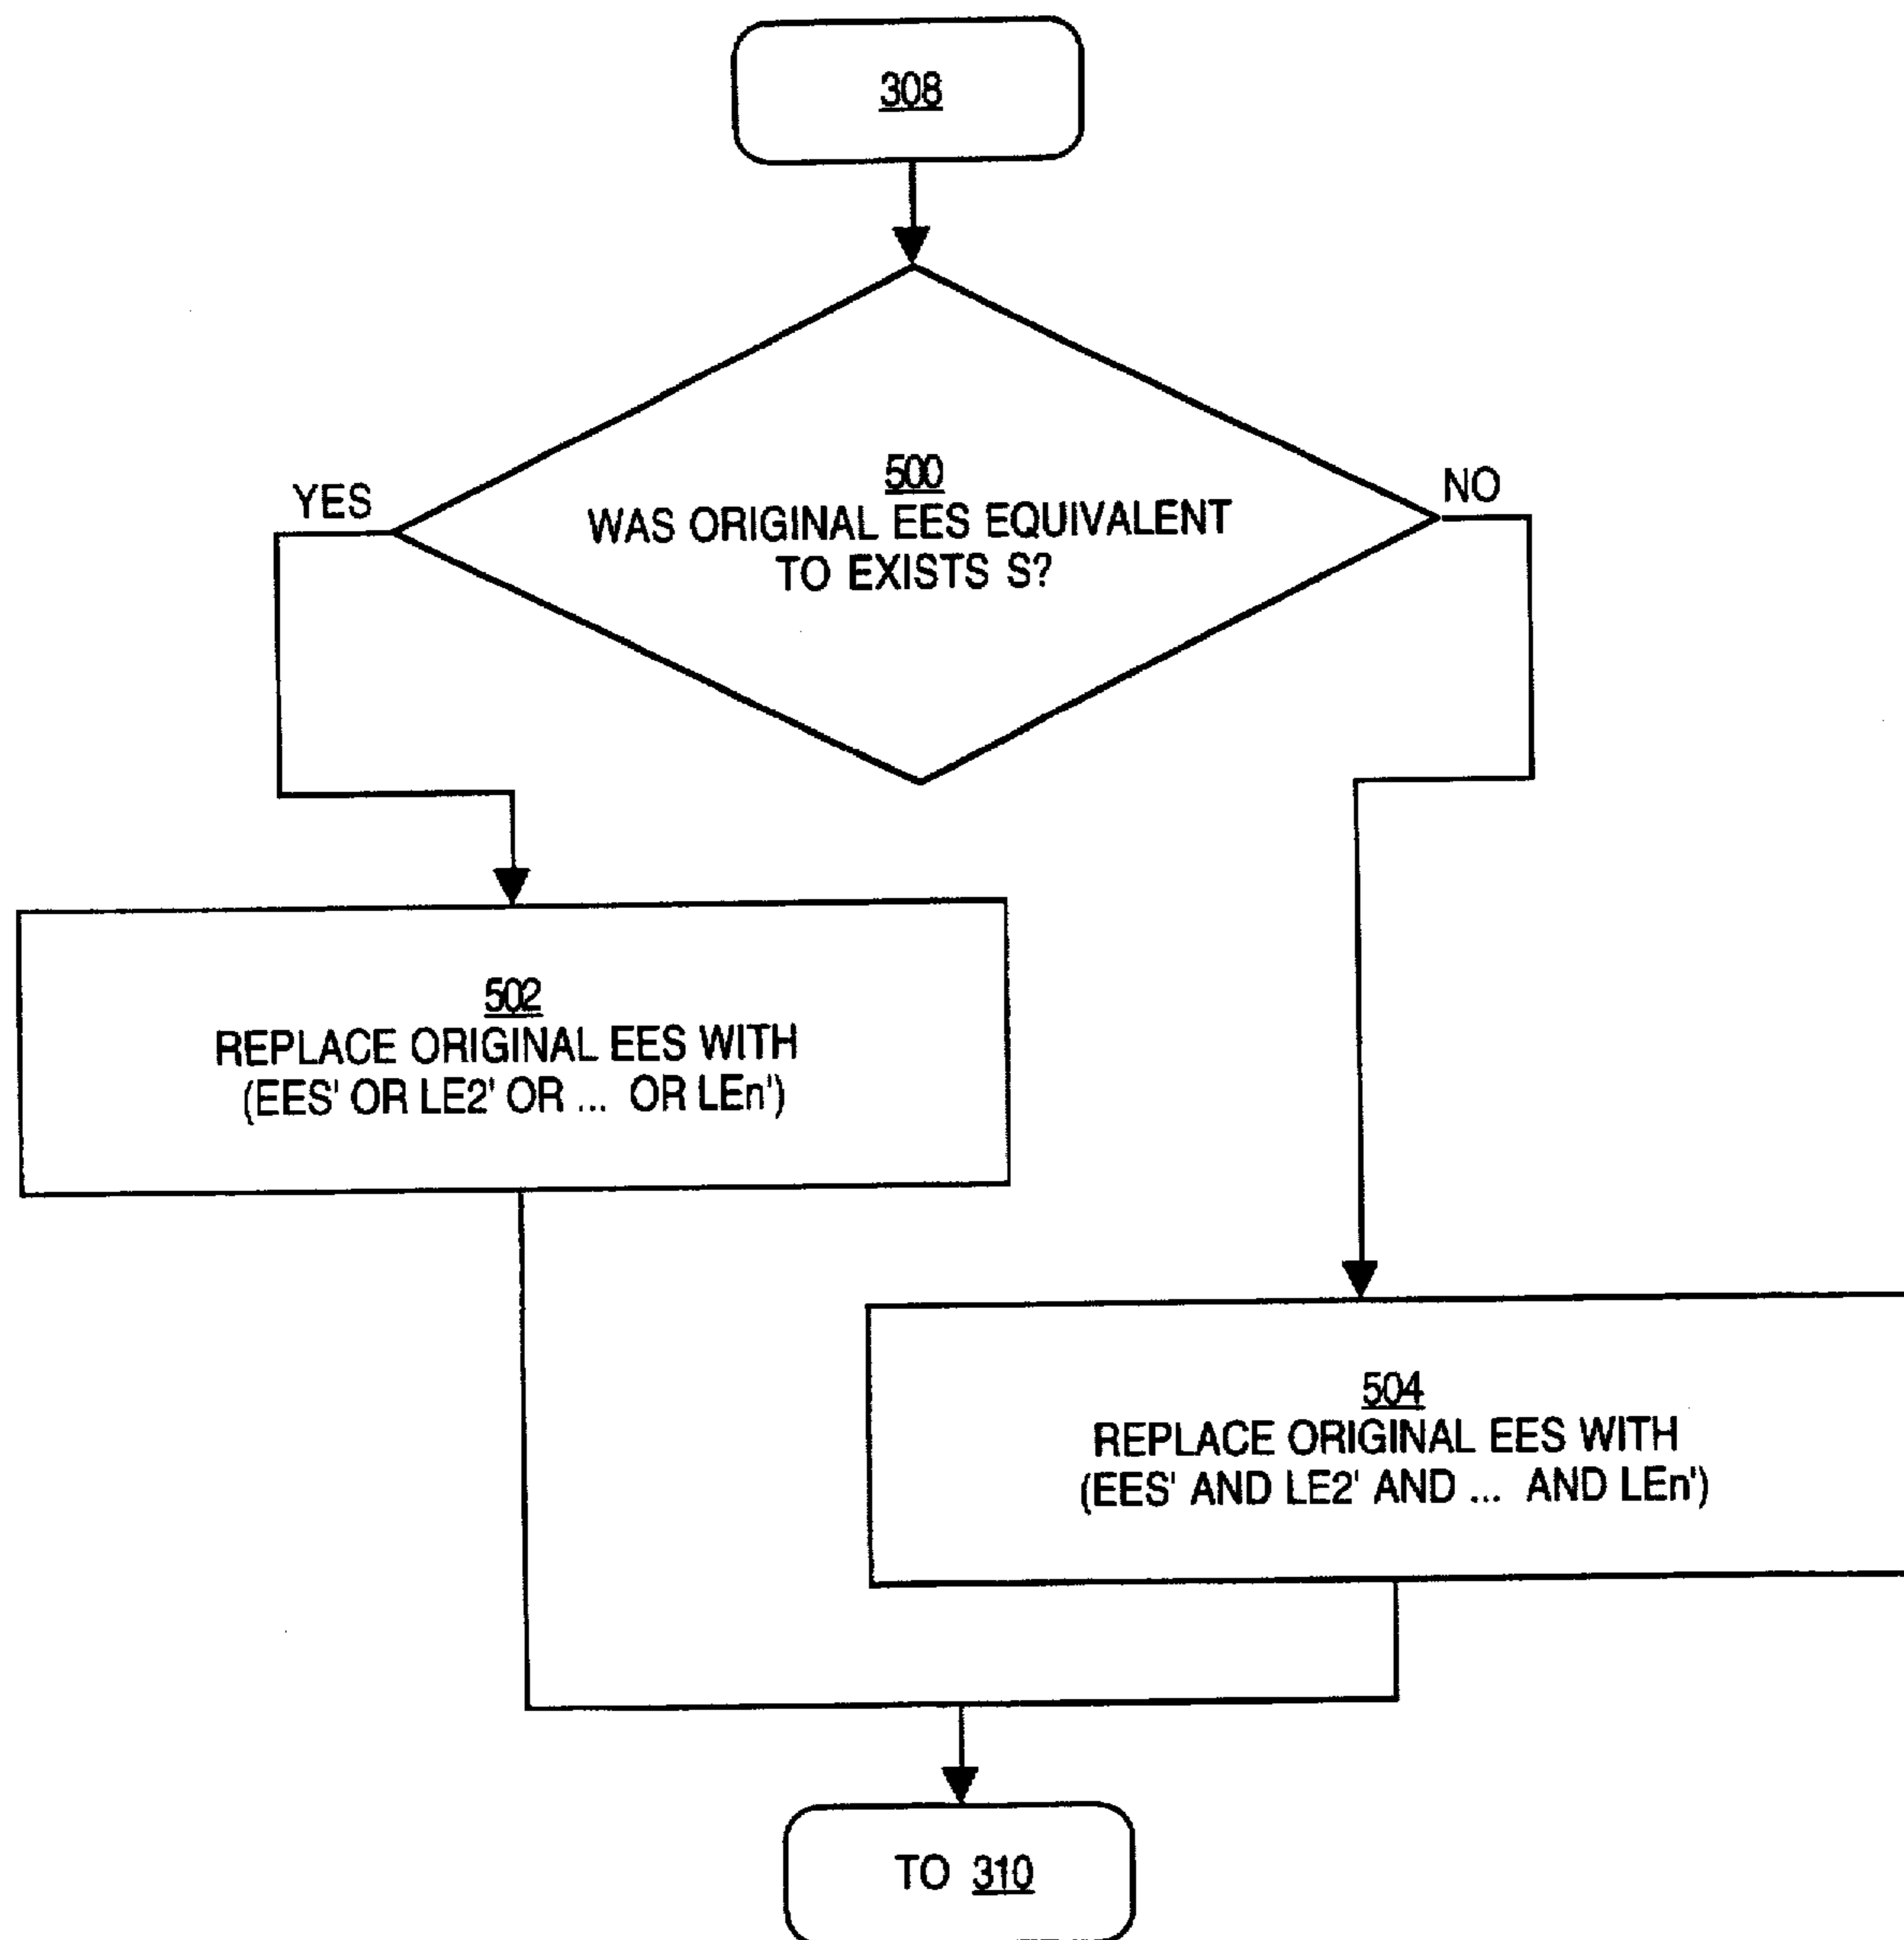 308
500
WAS ORIGINAL EES EQUIVALENT
TO EXISTS S?
YES
NO
502
REPLACE ORIGINAL EES WITH
(EES' OR LE2' OR ... OR LEn')
504
REPLACE ORIGINAL EES WITH
(EES' AND LE2' AND ... AND LEn')
TO 310